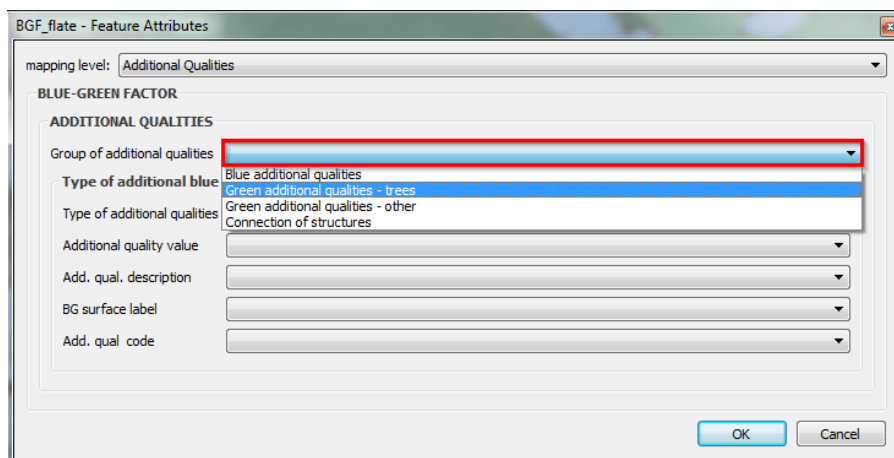 BGF_flate - Feature Attributes
mapping level: Additional Qualities
BLUE-GREEN FACTOR
ADDITIONAL QUALITIES
Group of additional qualities
Blue additional qualities
Type of additional blue
Green additional qualities - trees
Green additional qualities - other
Type of additional qualities
Connection of structures
Additional quality value
Add. qual. description
BG surface label
Add. qual code
OK Cancel